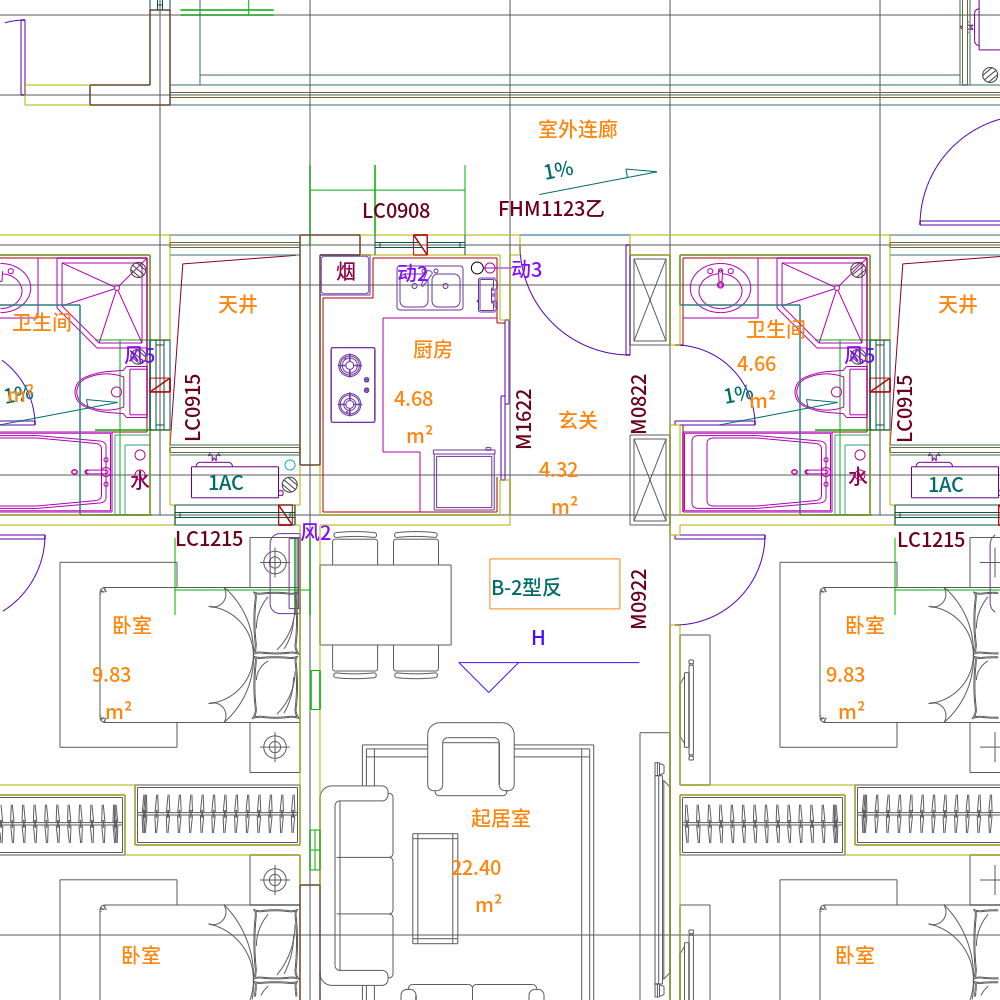 室外连廊
1%
LC0908
FHM1123乙
烟
动2
动3
天井
天井
卫生间
卫生间
厨房
风5
风5
4.66
m²
1%
m²
1%
4.68
m²
LC0915
M1622
M0822
LC0915
玄关
4.32
m²
水
1AC
水
1AC
LC1215
风2
LC1215
B-2型反
M0922
卧室
9.83
m²
H
卧室
9.83
m²
起居室
22.40
m²
卧室
卧室